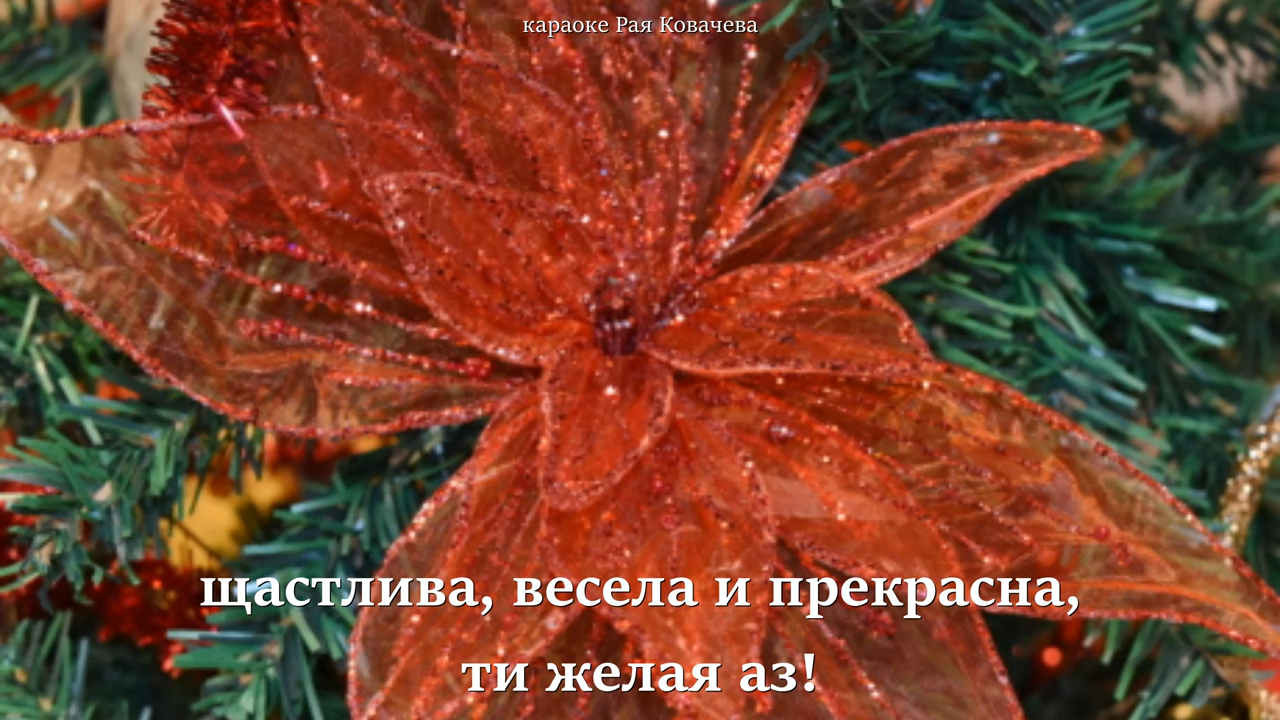 караоке Рая Ковачева
щастлива, весела и прекрасна,
ти желая аз!